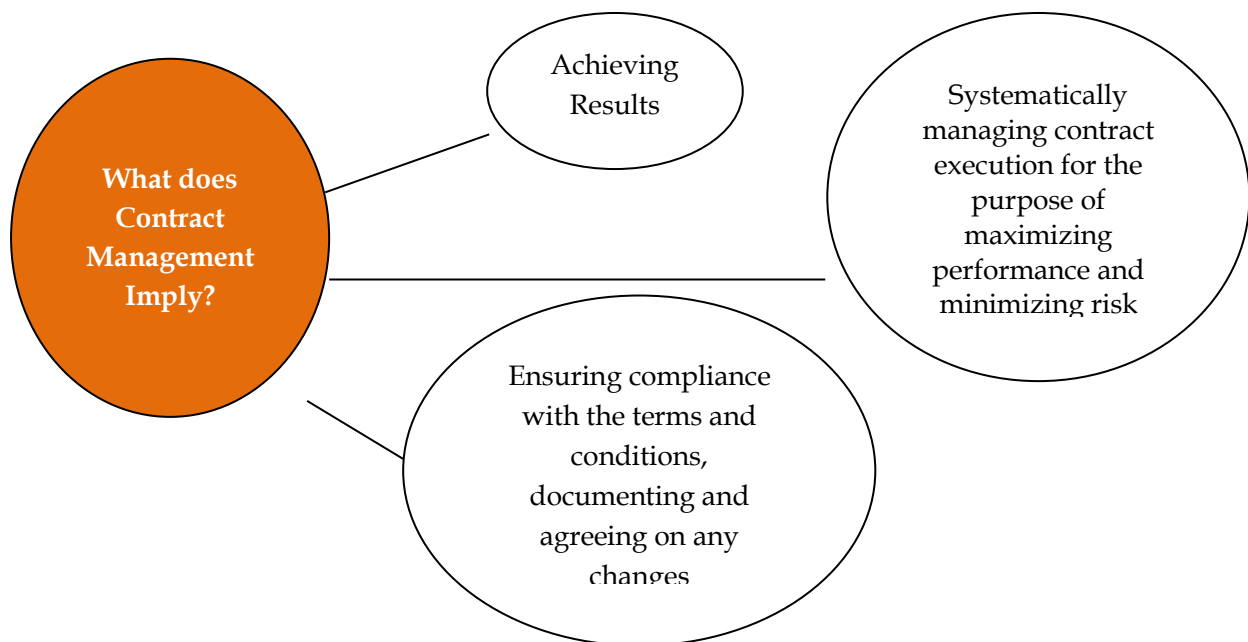 What does
Contract
Management
Imply?
Achieving
Results
Systematically
managing contract
execution for the
purpose of
maximizing
performance and
minimizing risk
Ensuring compliance
with the terms and
conditions,
documenting and
agreeing on any
changes